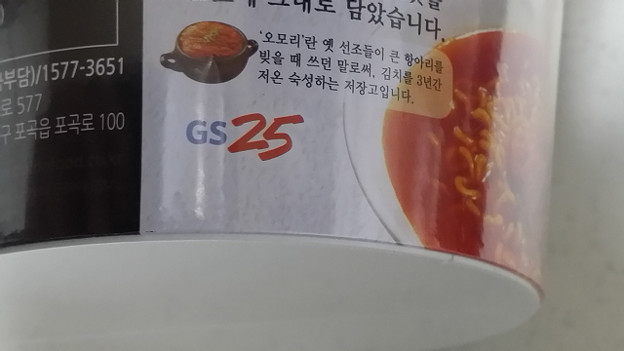 그대로 담았습니다.
'오모리'란 옛 선조들이 큰 항아리를
빚을 때 쓰던 말로써, 김치를 3년간
저온 숙성하는 저장고입니다.
GS25
부담)/1577-3651
로 577
구 포곡읍 포곡로 100